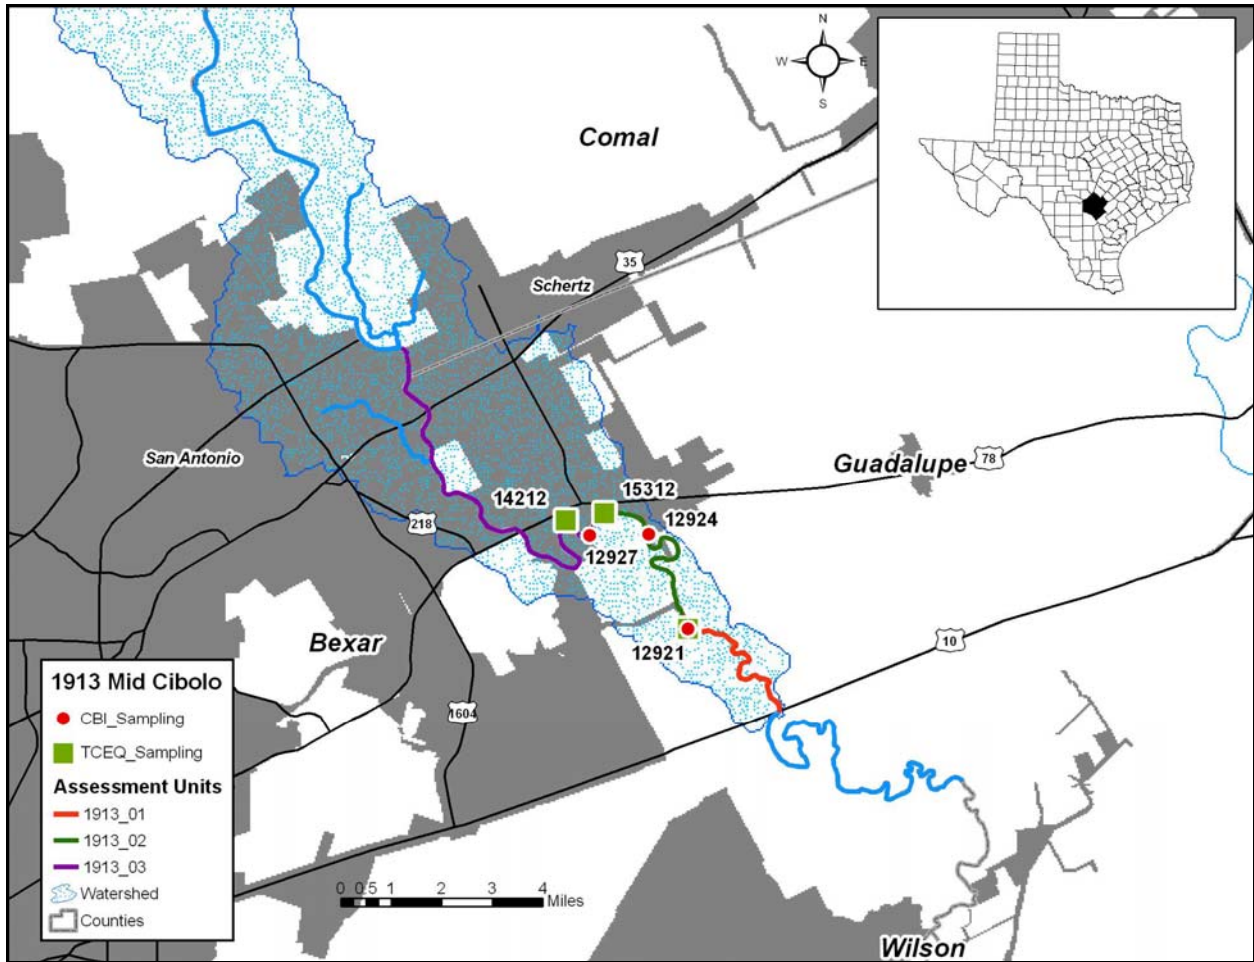 N
W E
S
Comal
35
Schertz
San Antonio
Guadalupe
78
14212
15312
218
12924
12927
Bexar
12921
10
1604
1913 Mid Cibolo
CBI_Sampling
TCEQ_Sampling
Assessment Units
1913_01
1913_02
1913_03
Watershed
Counties
0 0.5 1 2 3 4
Miles
Wilson